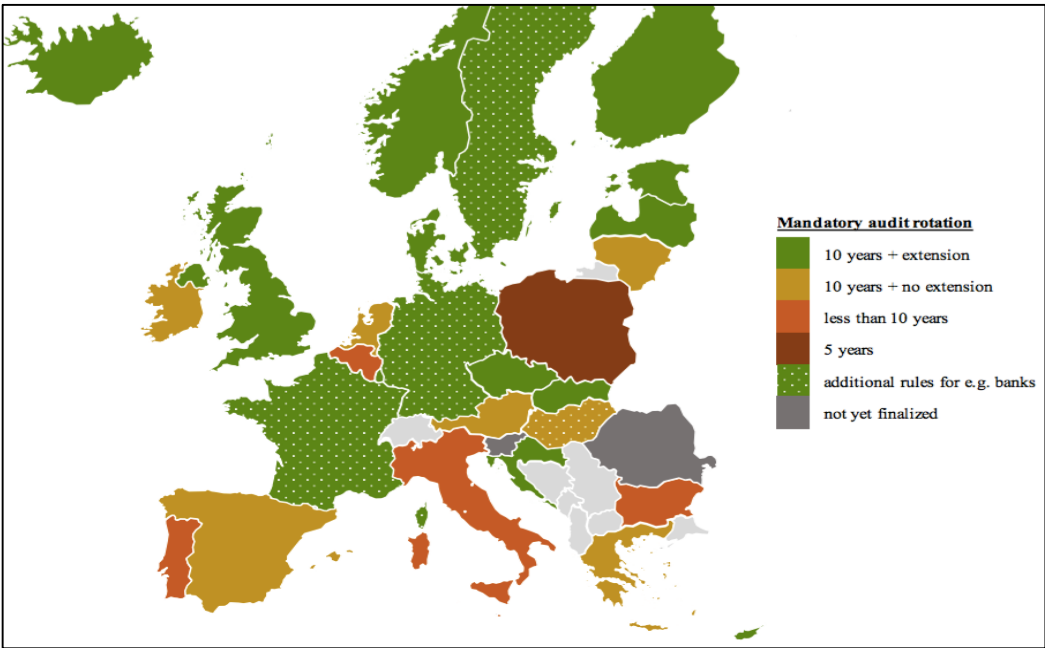 Mandatory audit rotation
10 years + extension
10 years + no extension
less than 10 years
5 years
additional rules for e.g. banks
not yet finalized